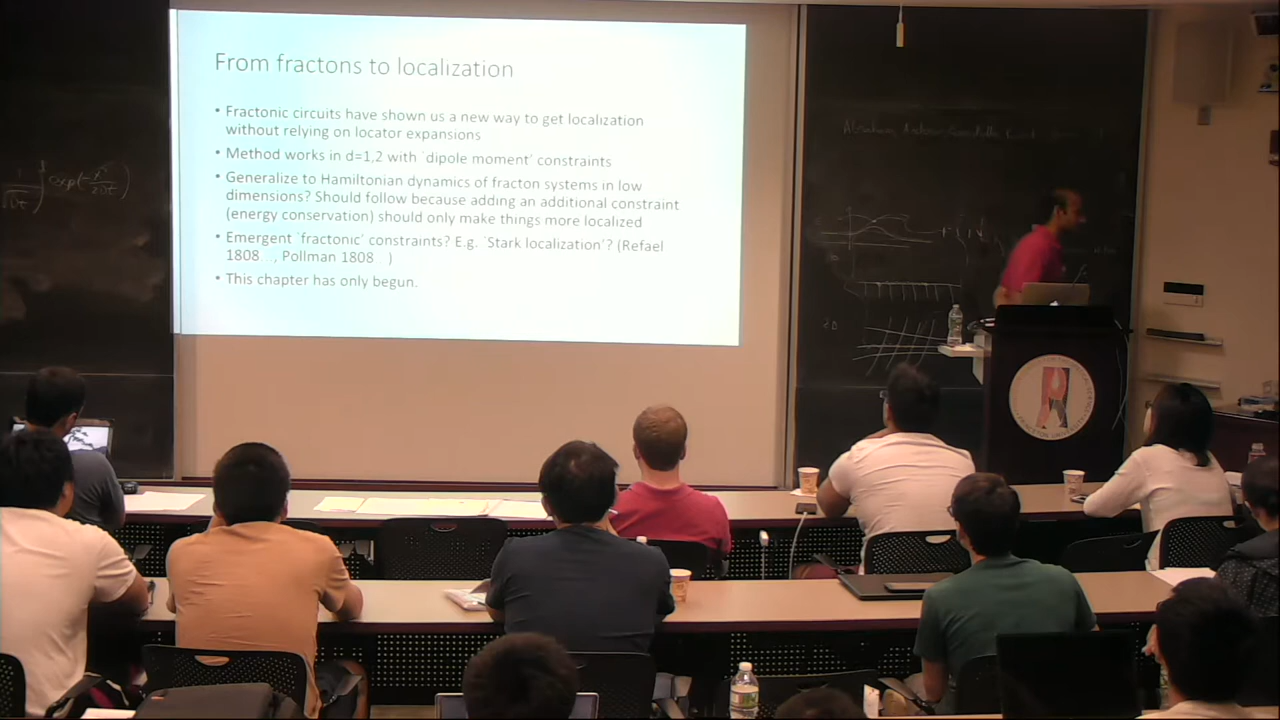 From fractons to localization
• Fractonic circuits have shown us a new way to get localization
without relying on locator expansions
• Method works in d=1,2 with `dipole moment' constraints
• Generalize to Hamiltonian dynamics of fracton systems in low
dimensions? Should follow because adding an additional constraint
(energy conservation) should only make things more localized
• Emergent `fractonic' constraints? E.g. `Stark localization'? (Refael
1808..., Pollman 1808...)
• This chapter has only begun.
2D